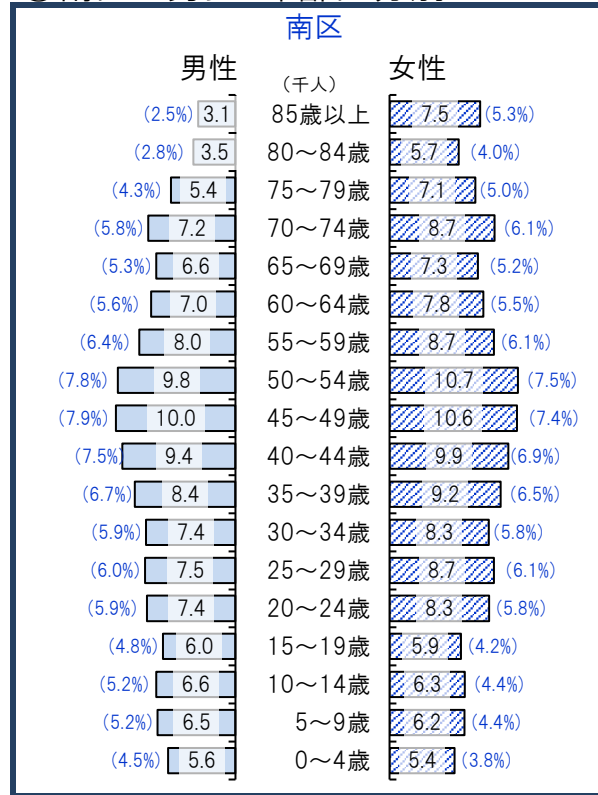 南区
男性 (千人) 女性
(2.5%) 3.1 85歳以上 7.5 (5.3%)
(2.8%) 3.5 80～84歳 5.7 (4.0%)
(4.3%) 5.4 75～79歳 7.1 (5.0%)
(5.8%) 7.2 70～74歳 8.7 (6.1%)
(5.3%) 6.6 65～69歳 7.3 (5.2%)
(5.6%) 7.0 60～64歳 7.8 (5.5%)
(6.4%) 8.0 55～59歳 8.7 (6.1%)
(7.8%) 9.8 50～54歳 10.7 (7.5%)
(7.9%) 10.0 45～49歳 10.6 (7.4%)
(7.5% 9.4 40～44歳 9.9 (6.9%)
(6.7%) 8.4 35～39歳 9.2 (6.5%)
(5.9%) 7.4 30～34歳 8.3 (5.8%)
(6.0%) 7.5 25～29歳 8.7 (6.1%)
(5.9%) 7.4 20～24歳 8.3 (5.8%)
(4.8%) 6.0 15～19歳 5.9 (4.2%)
(5.2%) 6.6 10～14歳 6.3 (4.4%)
(5.2%) 6.5 5～9歳 6.2 (4.4%)
(4.5%) 5.6 0～4歳 5.4 (3.8%)